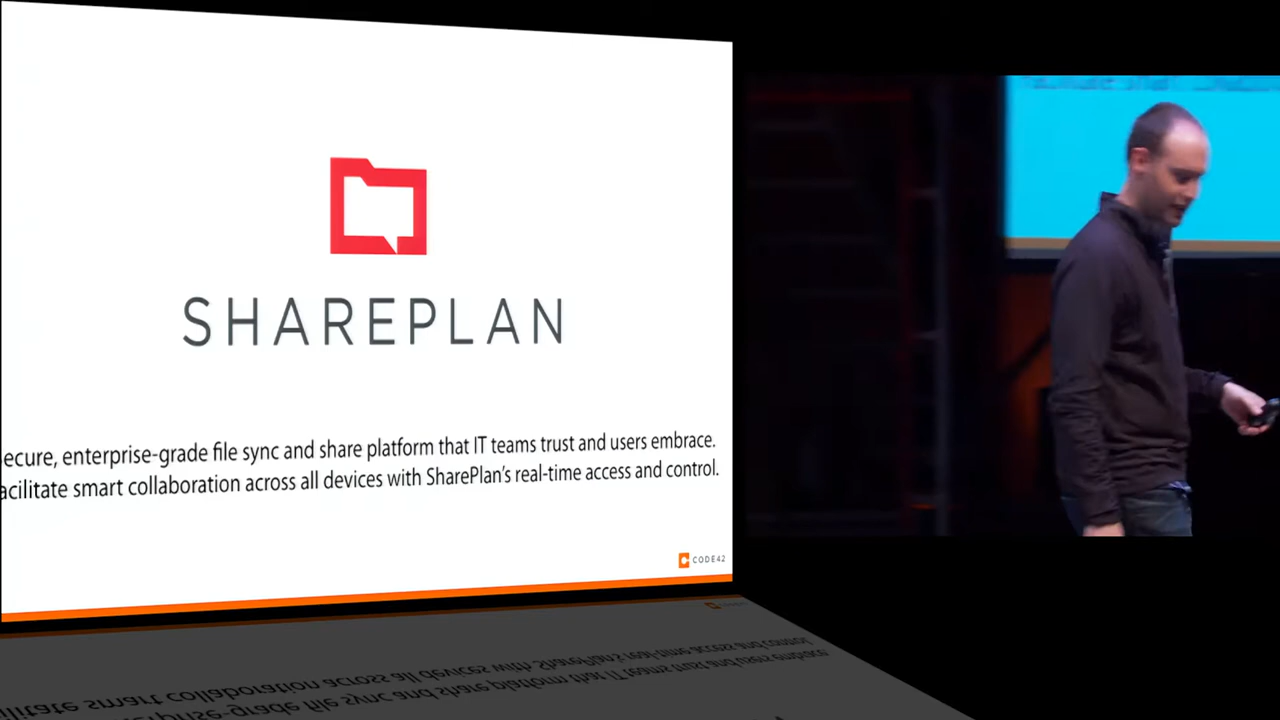 SHAREPLAN
ecure, enterprise-grade file sync and share platform that IT teams trust and users embrace.
acilitate smart collaboration across all devices with SharePlan's real-time access and control.
CODE42